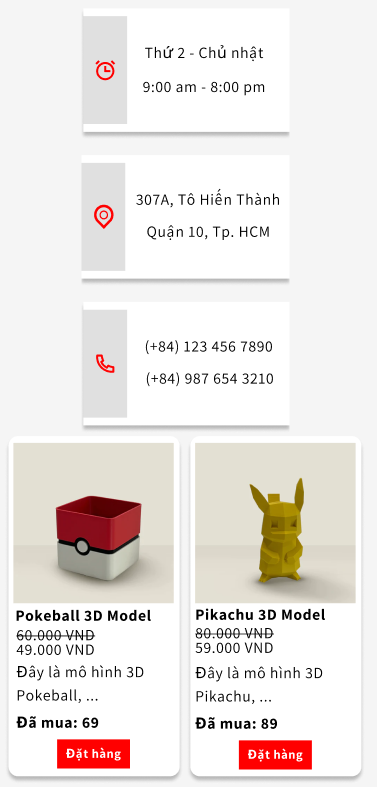 Thứ 2 - Chủ nhật
9:00 am - 8:00 pm
307A, Tô Hiến Thành
Quận 10, Tp. HCM
(+84) 123 456 7890
(+84) 987 654 3210
Pokeball 3D Model
60.000 VND
49.000 VND
Đây là mô hình 3D
Pokeball, ...
Đã mua: 69
Đặt hàng
Pikachu 3D Model
80.000 VND
59.000 VND
Đây là mô hình 3D
Pikachu, ...
Đã mua: 89
Đặt hàng